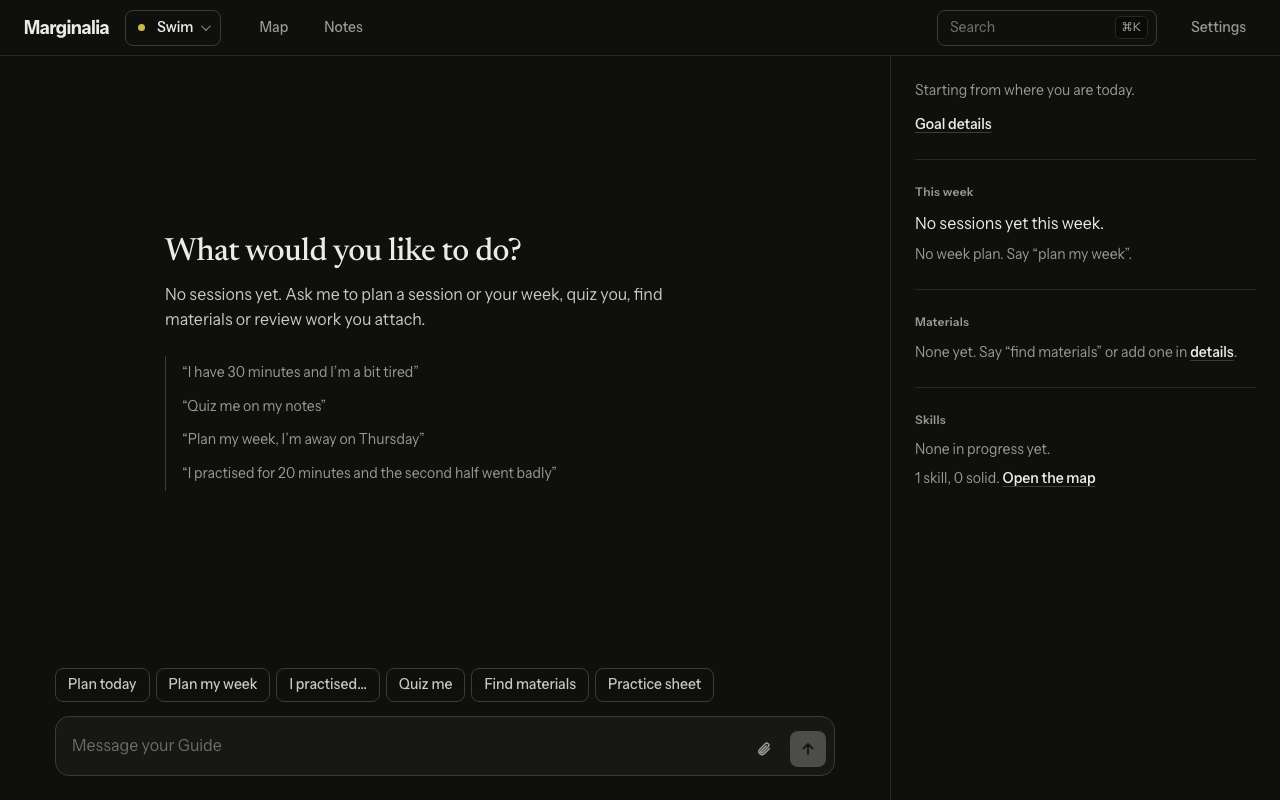 Marginalia
Swim
Map
Notes
Search
⌘K
Settings
What would you like to do?
No sessions yet. Ask me to plan a session or your week, quiz you, find
materials or review work you attach.
“I have 30 minutes and I’m a bit tired”
“Quiz me on my notes”
“Plan my week, I’m away on Thursday”
“I practised for 20 minutes and the second half went badly”
Plan today
Plan my week
I practised…
Quiz me
Find materials
Practice sheet
Message your Guide
Starting from where you are today.
Goal details
This week
No sessions yet this week.
No week plan. Say “plan my week”.
Materials
None yet. Say “find materials” or add one in details.
Skills
None in progress yet.
1 skill, 0 solid. Open the map